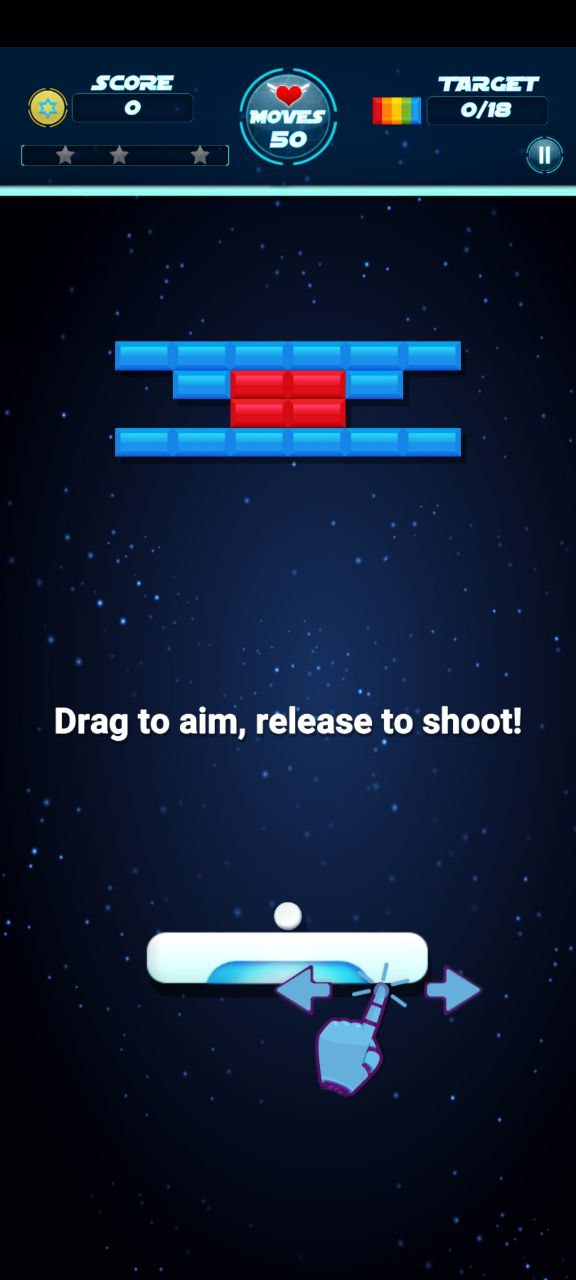 SCORE
0
MOVES
50
TARGET
0/18
Drag to aim, release to shoot!